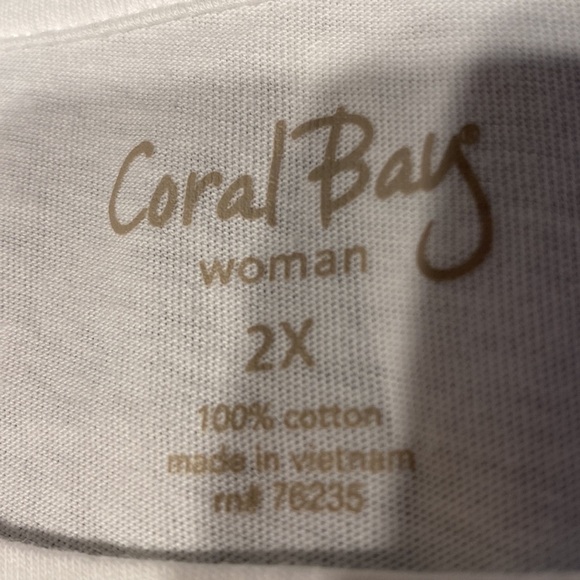 Coral Bay
woman
2X
100% cotton
made in vietnam
rn# 76235